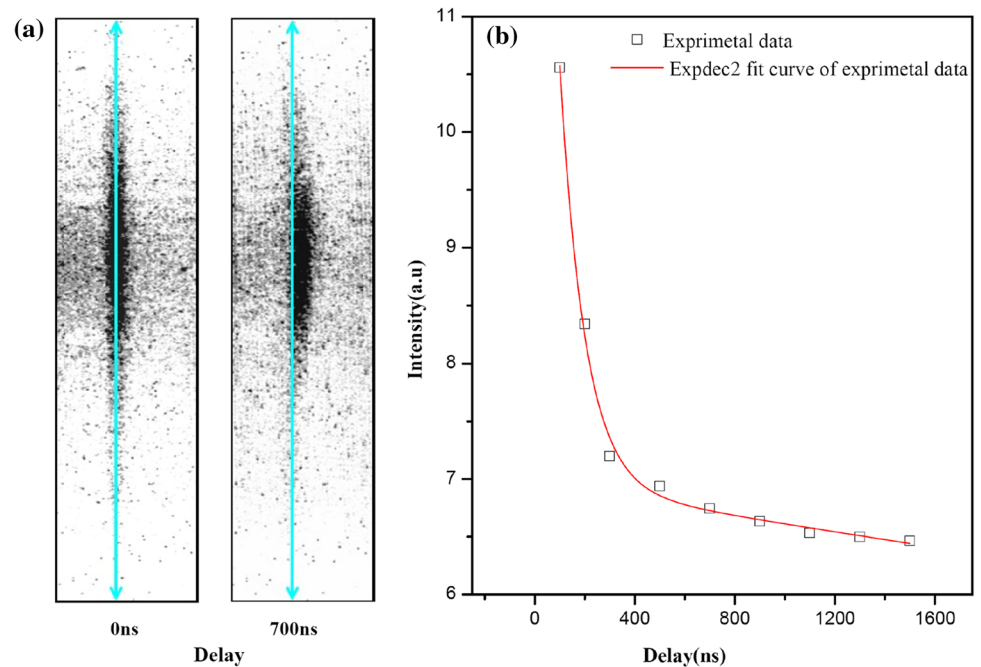 (a)
0ns
700ns
Delay
(b)
Exprimetal data
Expdec2 fit curve of exprimetal data
11
10
9
8
7
6
Intensity(a.u)
0
400
800
1200
1600
Delay(ns)